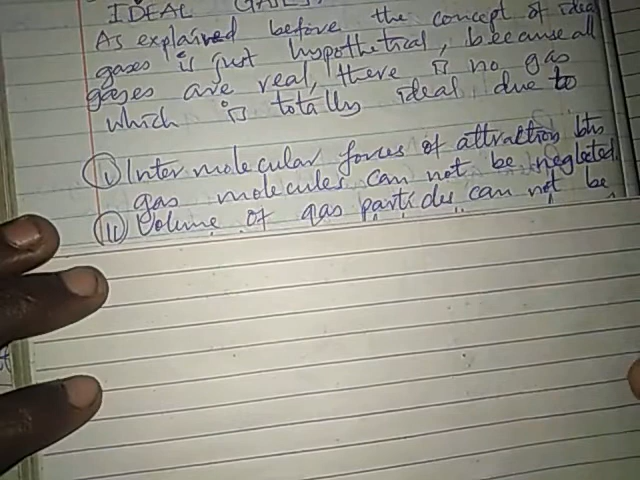 IDEAL GASES
As explained before, the concept of ideal
gases is just hypothetical, because all
gases are real, there is no gas
which is totally ideal due to
(i) Inter molecular forces of attraction btn
gas molecules can not be neglected.
(ii) Volume of gas particles can not be